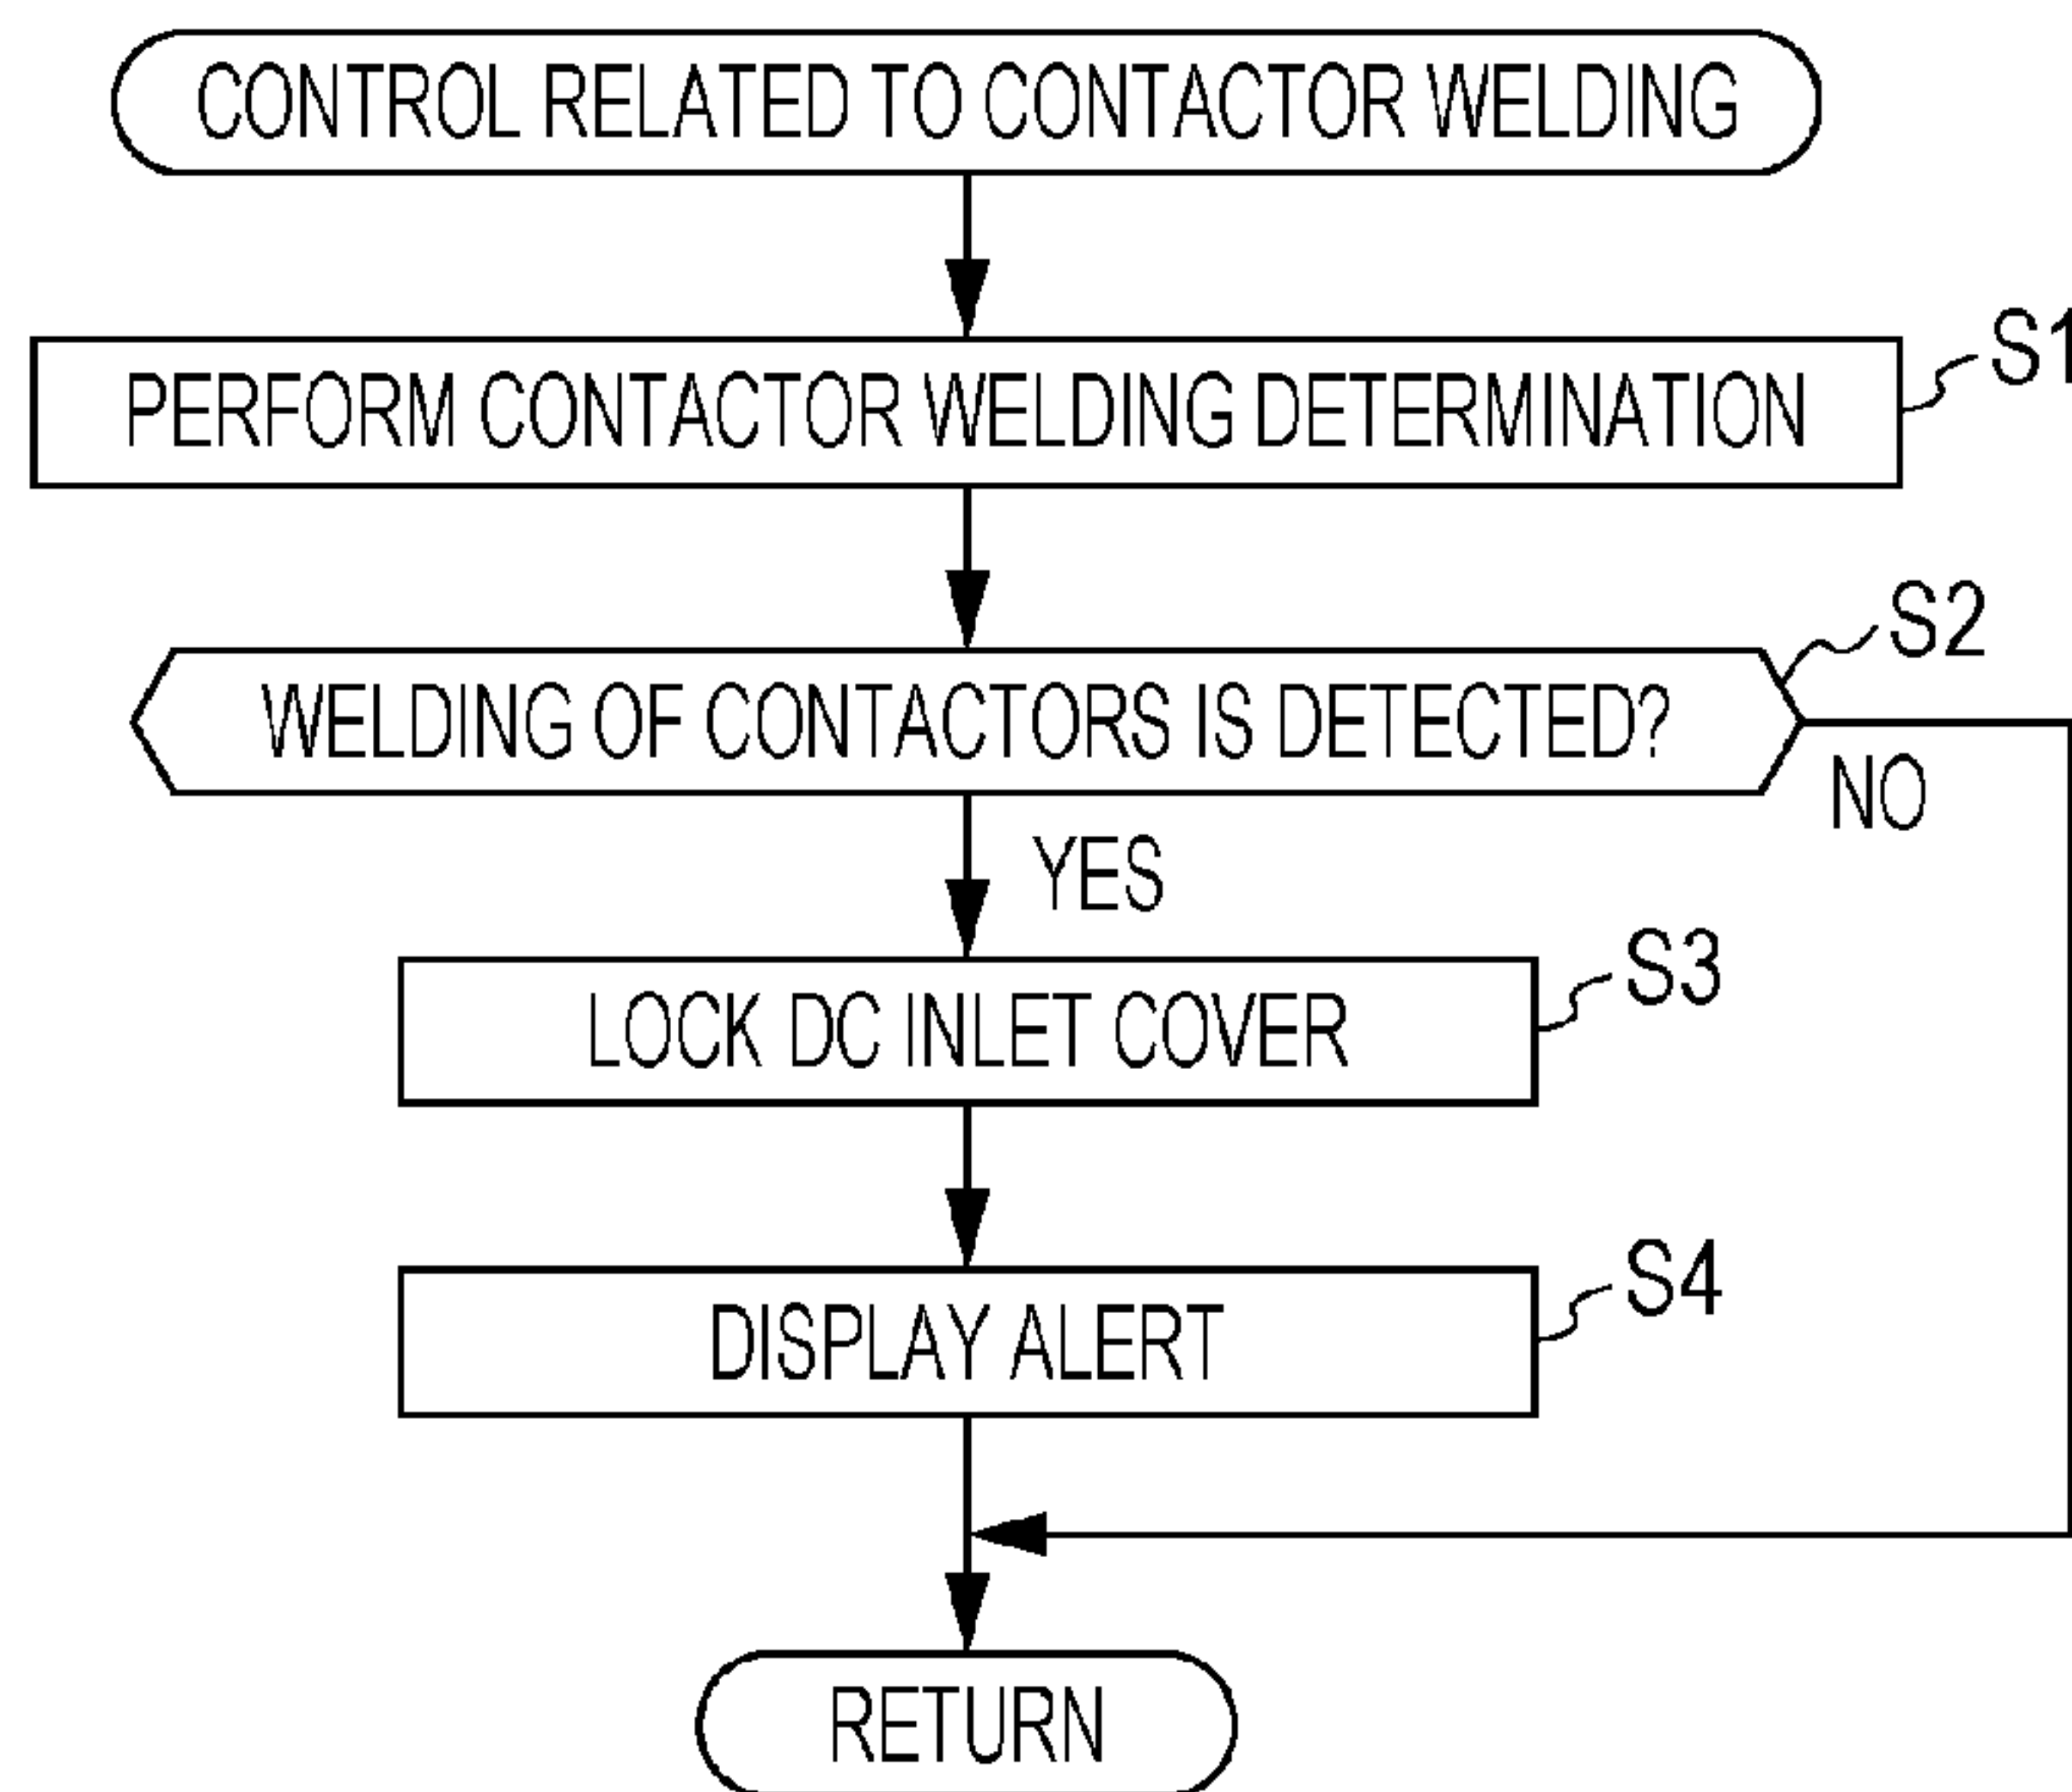 CONTROL RELATED TO CONTACTOR WELDING
S1
PERFORM CONTACTOR WELDING DETERMINATION
S2
WELDING OF CONTACTORS IS DETECTED?
NO
YES
S3
LOCK DC INLET COVER
S4
DISPLAY ALERT
RETURN